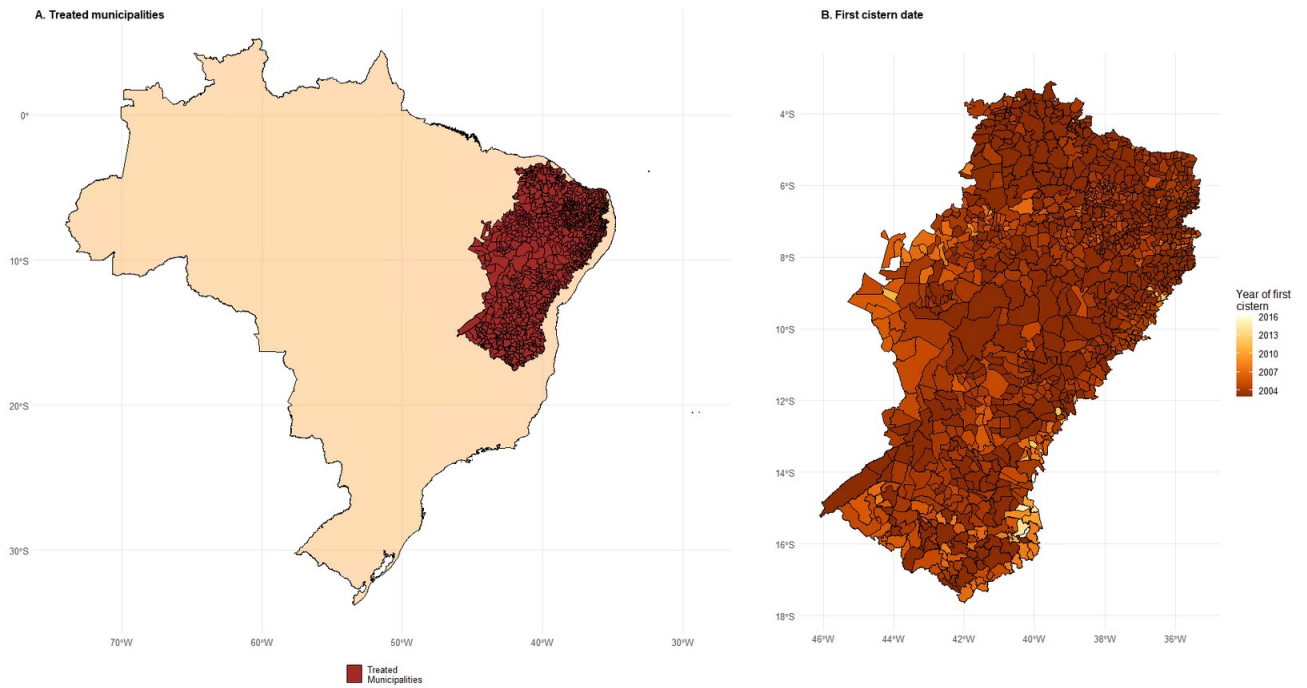 A. Treated municipalities
0°
10°S
20°S
30°S
70°W 60°W 50°W 40°W 30°W
Treated
Municipalities
B. First cistern date
4°S
6°S
8°S
10°S
12°S
14°S
16°S
18°S
46°W 44°W 42°W 40°W 38°W 36°W
Year of first
cistern
2016
2013
2010
2007
2004